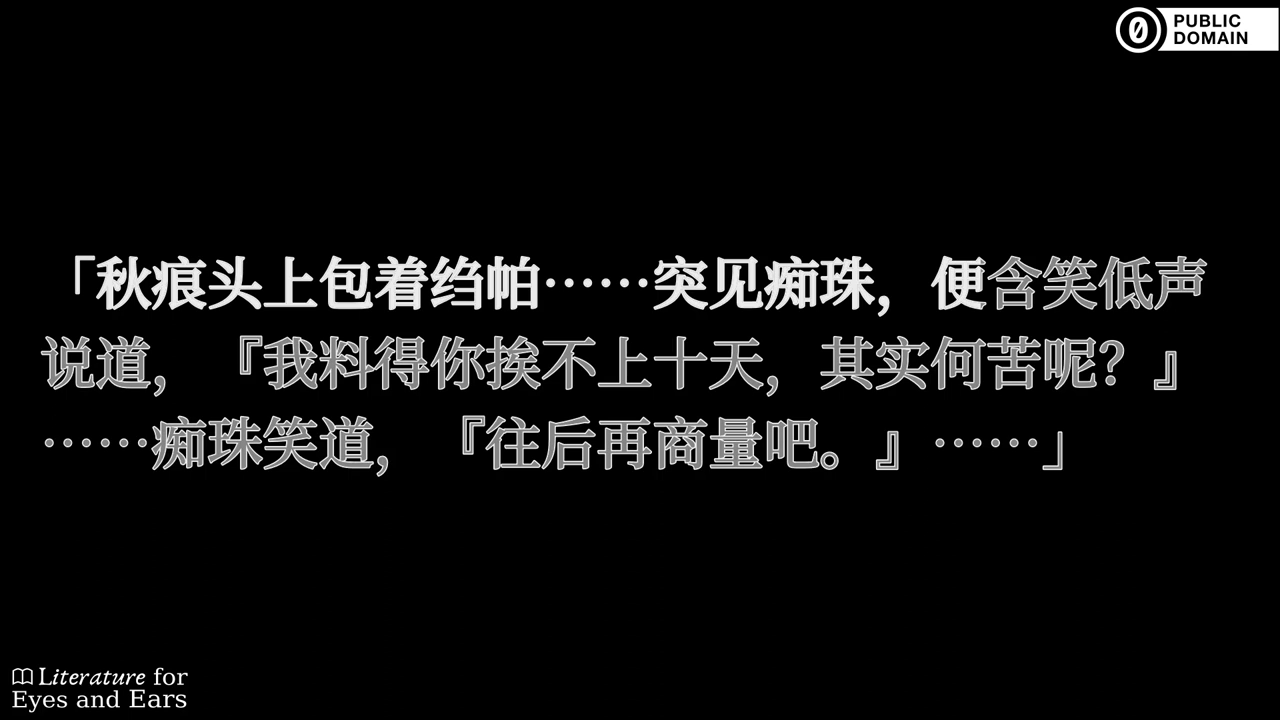 PUBLIC
DOMAIN
「秋痕头上包着绉帕……突见痴珠，便含笑低声
说道，『我料得你挨不上十天，其实何苦呢？』
……痴珠笑道，『往后再商量吧。』……」
Literature for
Eyes and Ears